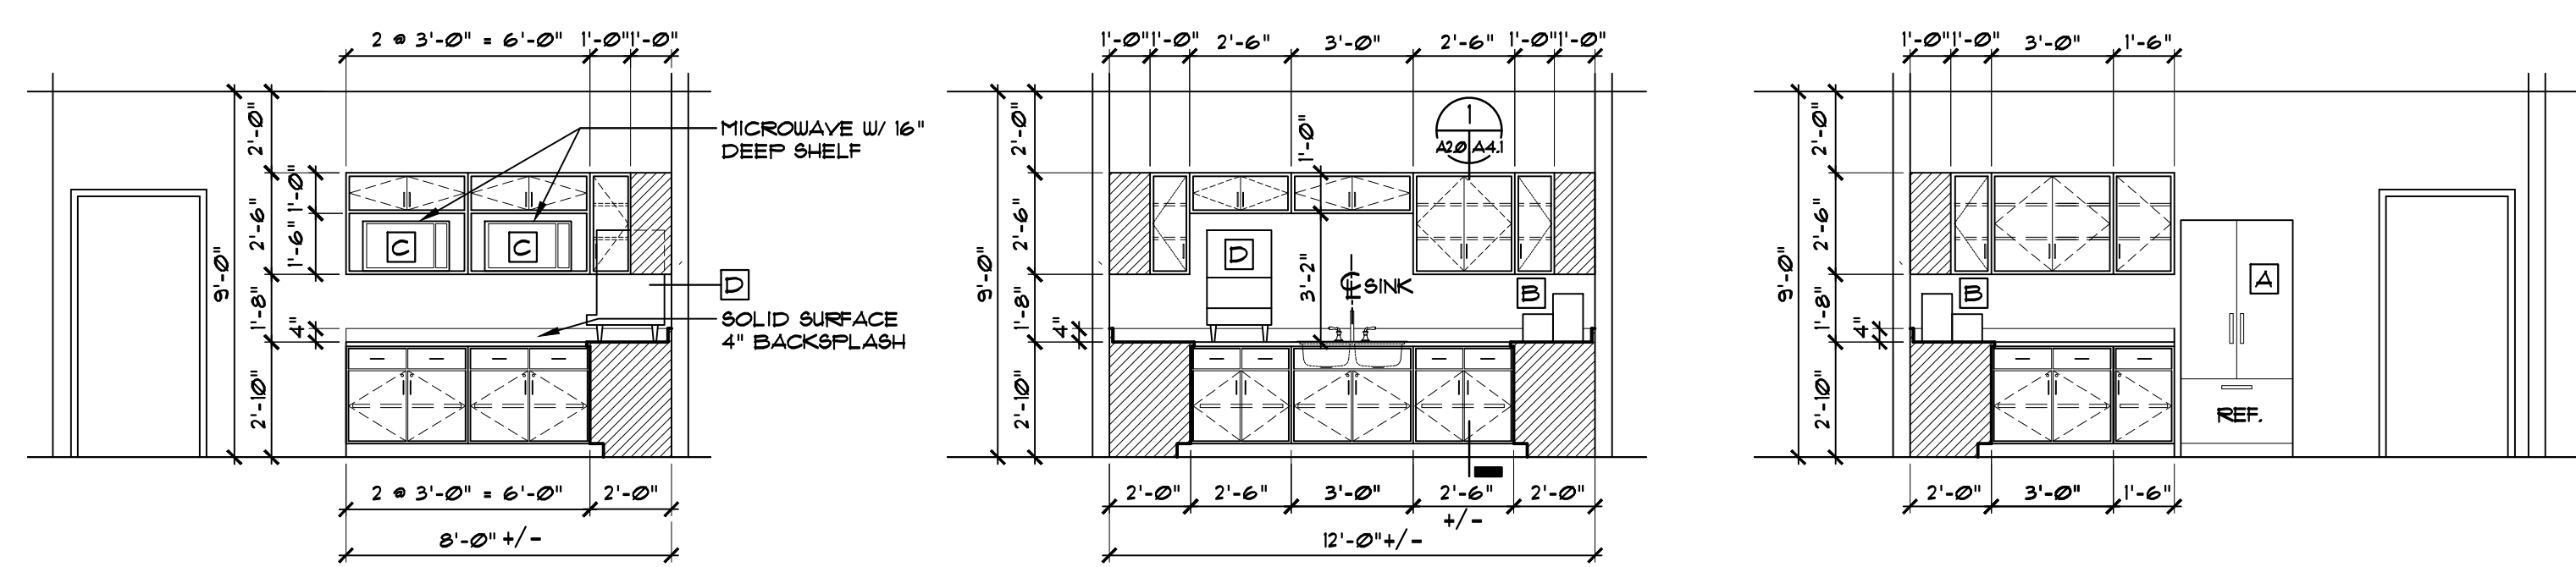 2 @ 3'-0" = 6'-0" 1'-0" 1'-0"
9'-0"
2'-0"
2'-6"
1'-8"
2'-10"
1'-0"
1'-6"
4"
MICROWAVE W/ 16"
DEEP SHELF
C C
D
SOLID SURFACE
4" BACKSPLASH
2 @ 3'-0" = 6'-0" 2'-0"
8'-0" +/-
1'-0" 1'-0" 2'-6" 3'-0" 2'-6" 1'-0" 1'-0"
9'-0"
2'-0"
2'-6"
1'-8"
2'-10"
4"
1'-0"
3'-2"
1
A2.0 A4.1
D
℄ SINK
B
2'-0" 2'-6" 3'-0" 2'-6" 2'-0"
+/-
12'-0"+/-
1'-0" 1'-0" 3'-0" 1'-6"
9'-0"
2'-0"
2'-6"
1'-8"
2'-10"
4"
B
A
REF.
2'-0" 3'-0" 1'-6"